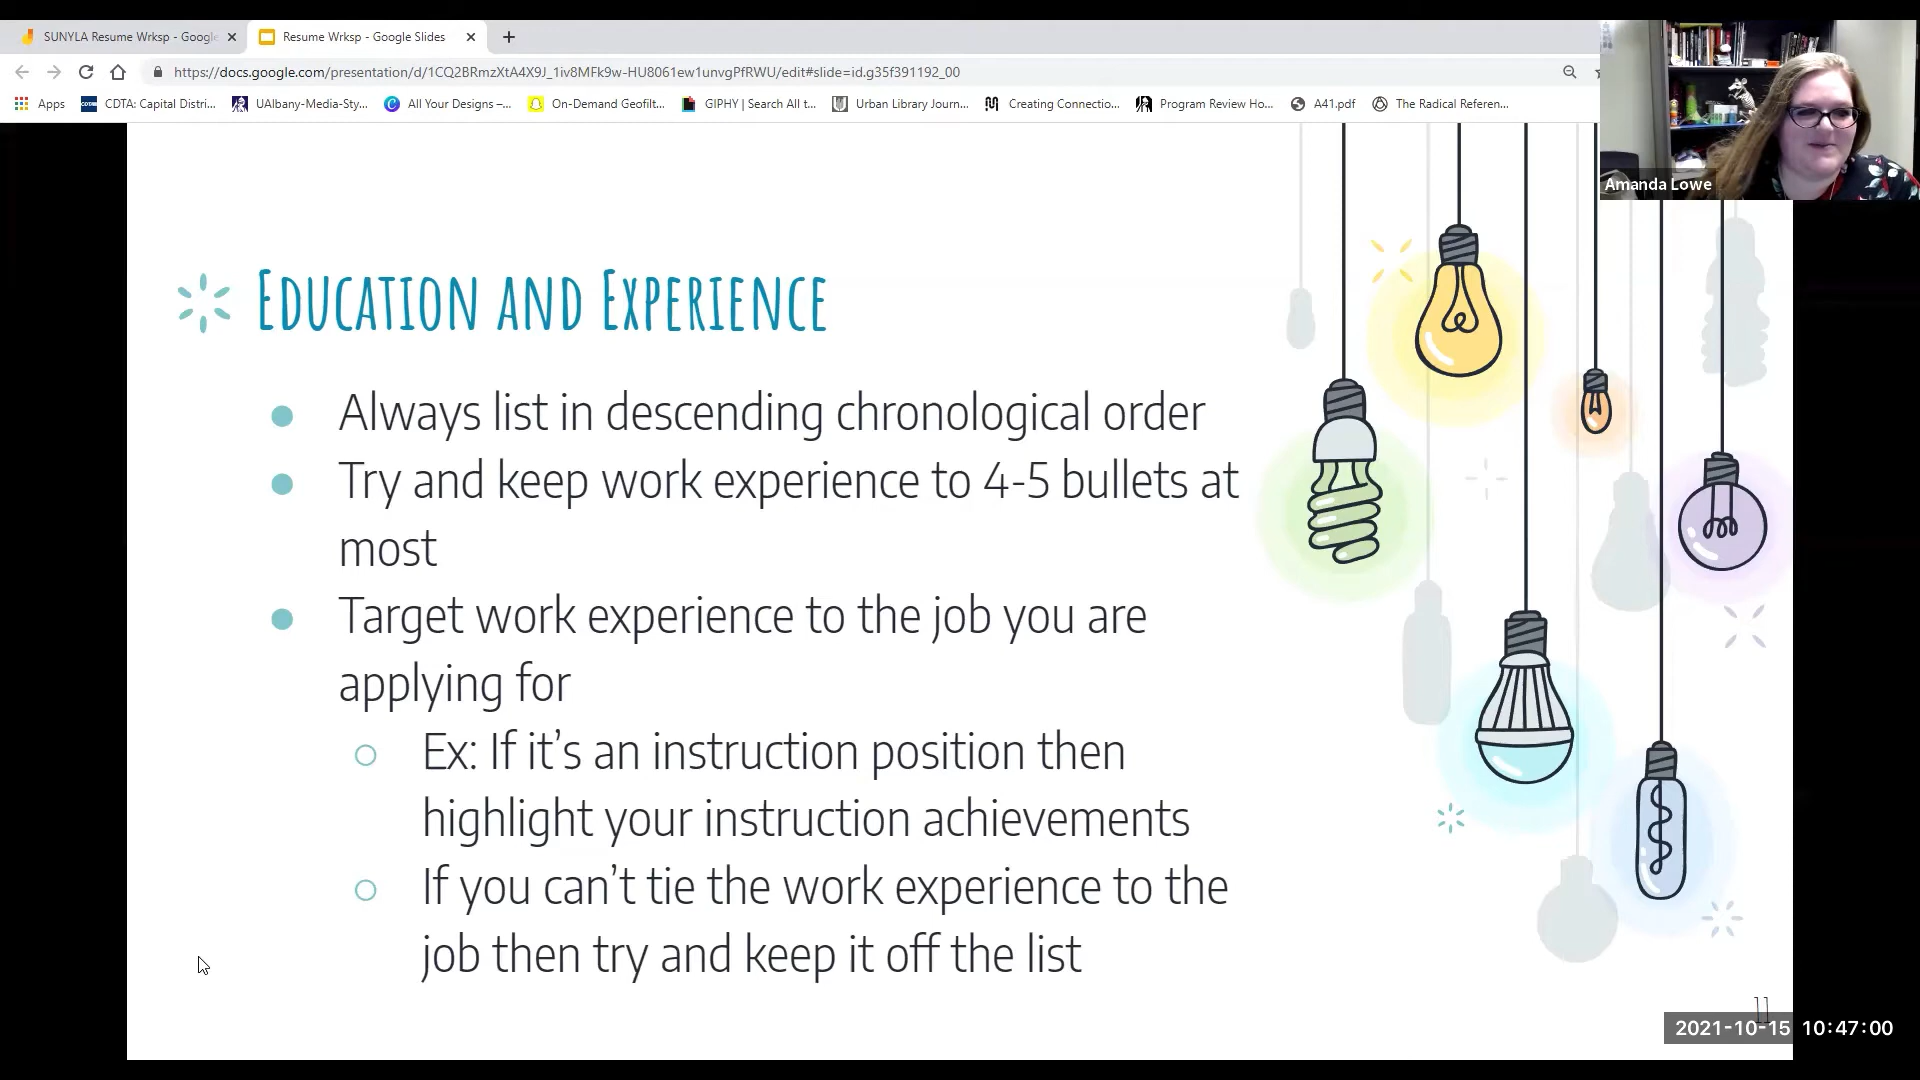 SUNYLA Resume Wrksp - Google
Resume Wrksp - Google Slides
https://docs.google.com/presentation/d/1CQ2BRmzXtA4X9J_1iv8MFk9w-HU8061ew1unvgPfRWU/edit#slide=id.g35f391192_00
Apps
CDTA: Capital Distri...
UAlbany-Media-Sty...
All Your Designs –...
On-Demand Geofilt...
GIPHY | Search All t...
Urban Library Journ...
Creating Connectio...
Program Review Ho...
A41.pdf
The Radical Referen...
Amanda Lowe
EDUCATION AND EXPERIENCE
● Always list in descending chronological order
● Try and keep work experience to 4-5 bullets at
most
● Target work experience to the job you are
applying for
○ Ex: If it’s an instruction position then
highlight your instruction achievements
○ If you can’t tie the work experience to the
job then try and keep it off the list
11
2021-10-15 10:47:00